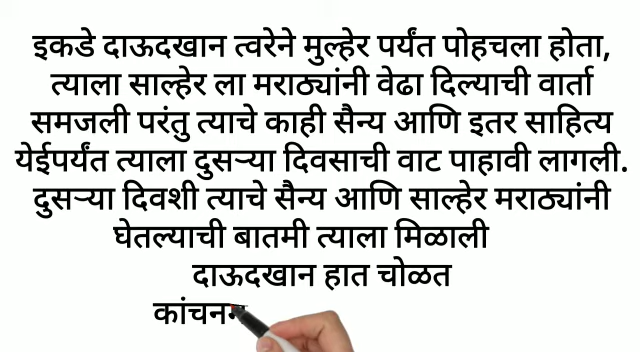 इकडे दाऊदखान त्वरेने मुल्हेर पर्यंत पोहचला होता,
त्याला साल्हेर ला मराठ्यांनी वेढा दिल्याची वार्ता
समजली परंतु त्याचे काही सैन्य आणि इतर साहित्य
येईपर्यंत त्याला दुसऱ्या दिवसाची वाट पाहावी लागली.
दुसऱ्या दिवशी त्याचे सैन्य आणि साल्हेर मराठ्यांनी
घेतल्याची बातमी त्याला मिळाली
दाऊदखान हात चोळत